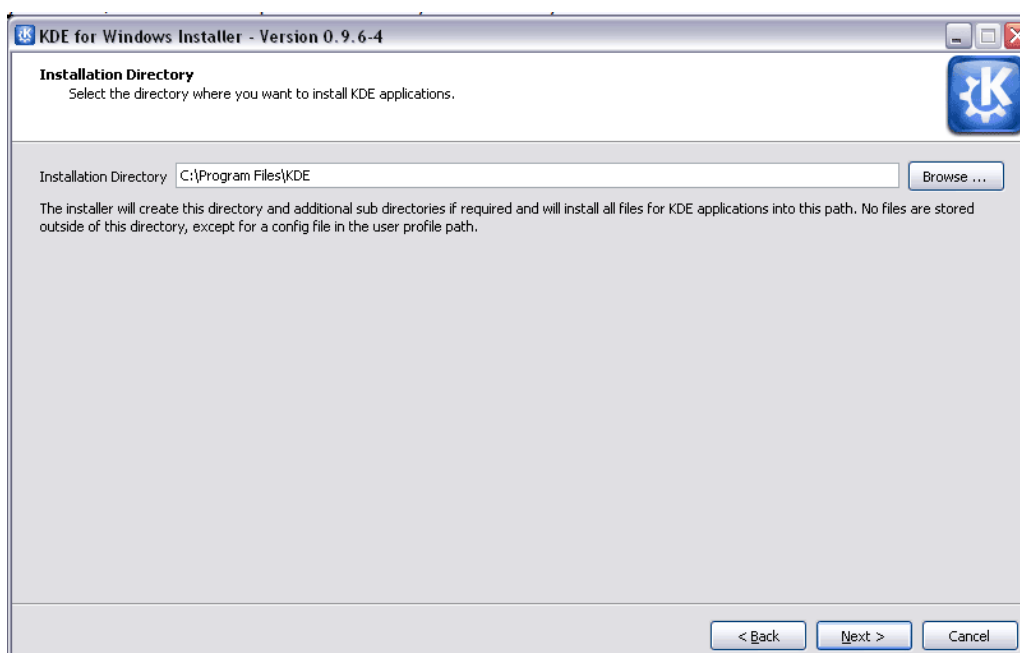 KDE for Windows Installer - Version 0.9.6-4
Installation Directory
Select the directory where you want to install KDE applications.
Installation Directory C:\Program Files\KDE Browse ...
The installer will create this directory and additional sub directories if required and will install all files for KDE applications into this path. No files are stored
outside of this directory, except for a config file in the user profile path.
< Back Next > Cancel